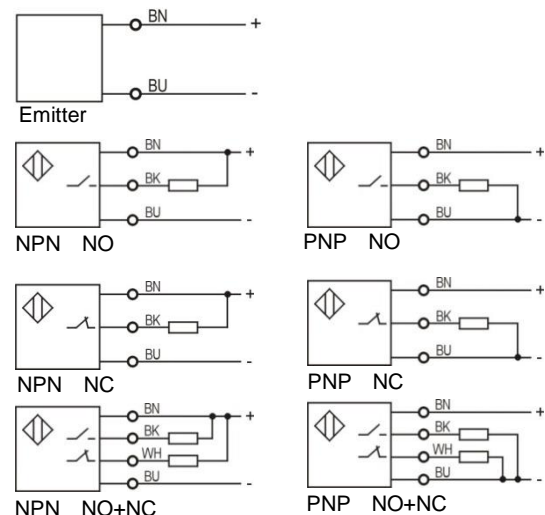 BN +
BU -
Emitter
BN +
BK
BU -
NPN NO
BN +
BK
BU -
PNP NO
BN +
BK
BU -
NPN NC
BN +
BK
BU -
PNP NC
BN +
BK
WH
BU -
NPN NO+NC
BN +
BK
WH
BU -
PNP NO+NC